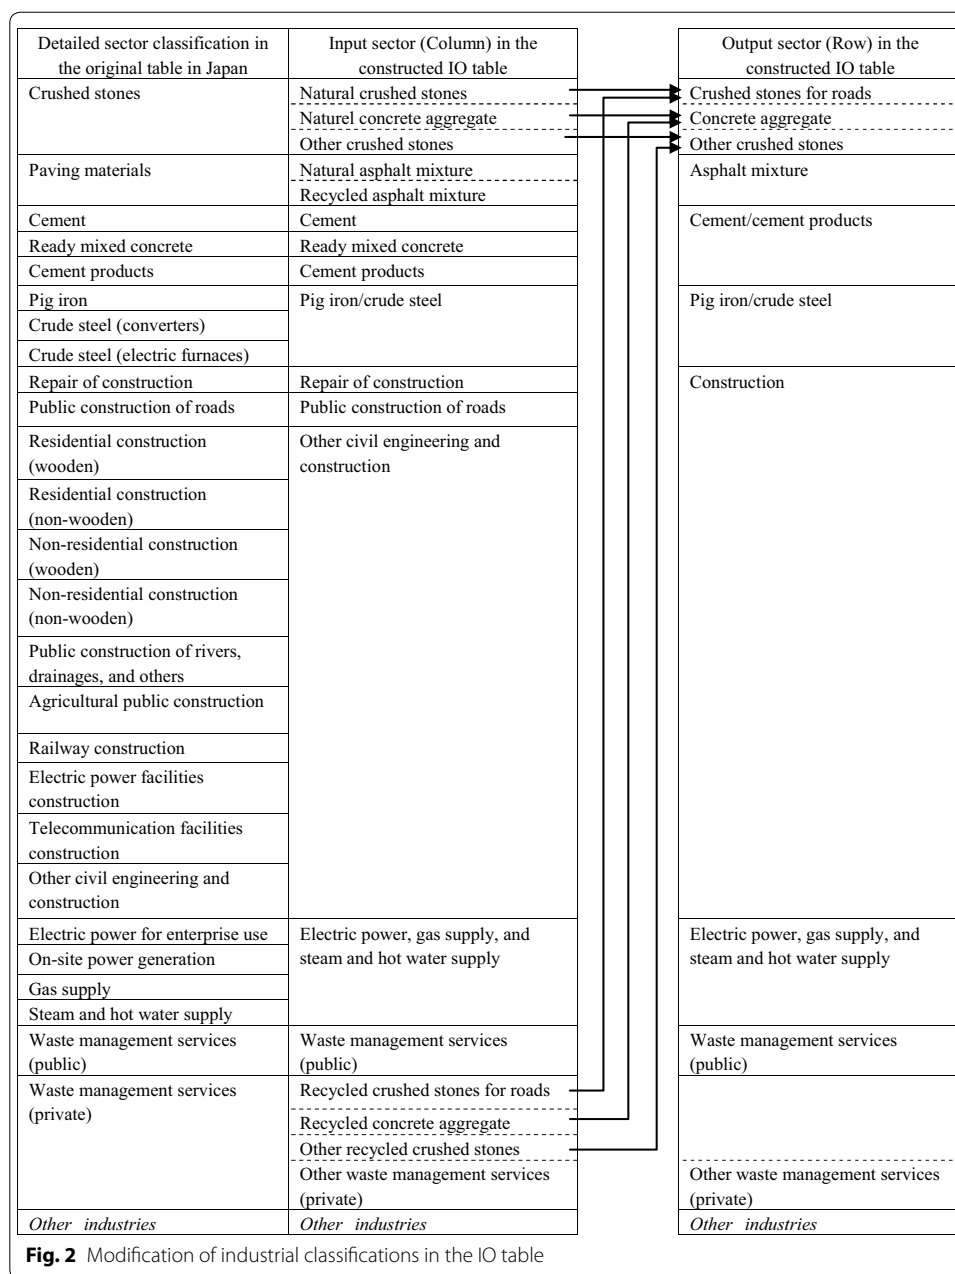 Detailed sector classification in
the original table in Japan
Input sector (Column) in the
constructed IO table
Output sector (Row) in the
constructed IO table
Crushed stones
Natural crushed stones
Crushed stones for roads
Naturel concrete aggregate
Concrete aggregate
Other crushed stones
Other crushed stones
Paving materials
Natural asphalt mixture
Asphalt mixture
Recycled asphalt mixture
Cement
Cement
Cement/cement products
Ready mixed concrete
Ready mixed concrete
Cement products
Cement products
Pig iron
Pig iron/crude steel
Pig iron/crude steel
Crude steel (converters)
Crude steel (electric furnaces)
Repair of construction
Repair of construction
Construction
Public construction of roads
Public construction of roads
Residential construction
(wooden)
Other civil engineering and
construction
Residential construction
(non-wooden)
Non-residential construction
(wooden)
Non-residential construction
(non-wooden)
Public construction of rivers,
drainages, and others
Agricultural public construction
Railway construction
Electric power facilities
construction
Telecommunication facilities
construction
Other civil engineering and
construction
Electric power for enterprise use
Electric power, gas supply, and
steam and hot water supply
Electric power, gas supply, and
steam and hot water supply
On-site power generation
Gas supply
Steam and hot water supply
Waste management services
(public)
Waste management services
(public)
Waste management services
(public)
Waste management services
(private)
Recycled crushed stones for roads
Recycled concrete aggregate
Other recycled crushed stones
Other waste management services
(private)
Other waste management services
(private)
Other industries
Other industries
Other industries
Fig. 2 Modification of industrial classifications in the IO table